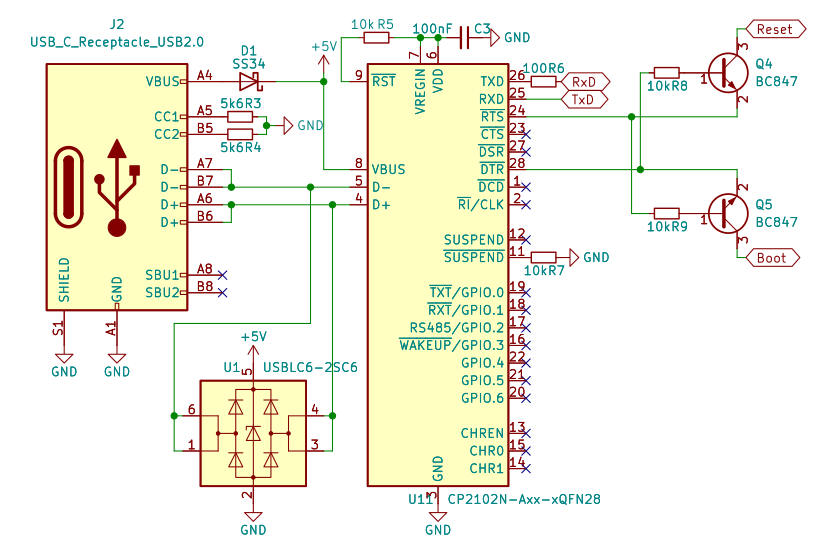 J2
USB_C_Receptacle_USB2.0
VBUS A4
CC1 A5
CC2 B5
D- A7
D- B7
D+ A6
D+ B6
SBU1 A8
SBU2 B8
SHIELD
GND
S1
A1
GND
GND
D1
SS34
+5V
5k6R3
5k6R4
GND
+5V
U1
USBLC6-2SC6
5
6
4
1
3
2
GND
10kR5
100nF C3
GND
7
6
VREGIN
VDD
9 RST
8 VBUS
5 D-
4 D+
TXD 26
RXD 25
RTS 24
CTS 23
DSR 27
DTR 28
DCD 1
RI/CLK 2
SUSPEND 12
SUSPEND 11
TXT/GPIO.0 19
RXT/GPIO.1 18
RS485/GPIO.2 17
WAKEUP/GPIO.3 16
GPIO.4 22
GPIO.5 21
GPIO.6 20
CHREN 13
CHR0 15
CHR1 14
GND
3
U11 CP2102N-Axx-xQFN28
GND
100R6
RxD
TxD
10kR7
GND
Reset
3
10kR8
1
2
Q4
BC847
2
10kR9
1
3
Q5
BC847
Boot